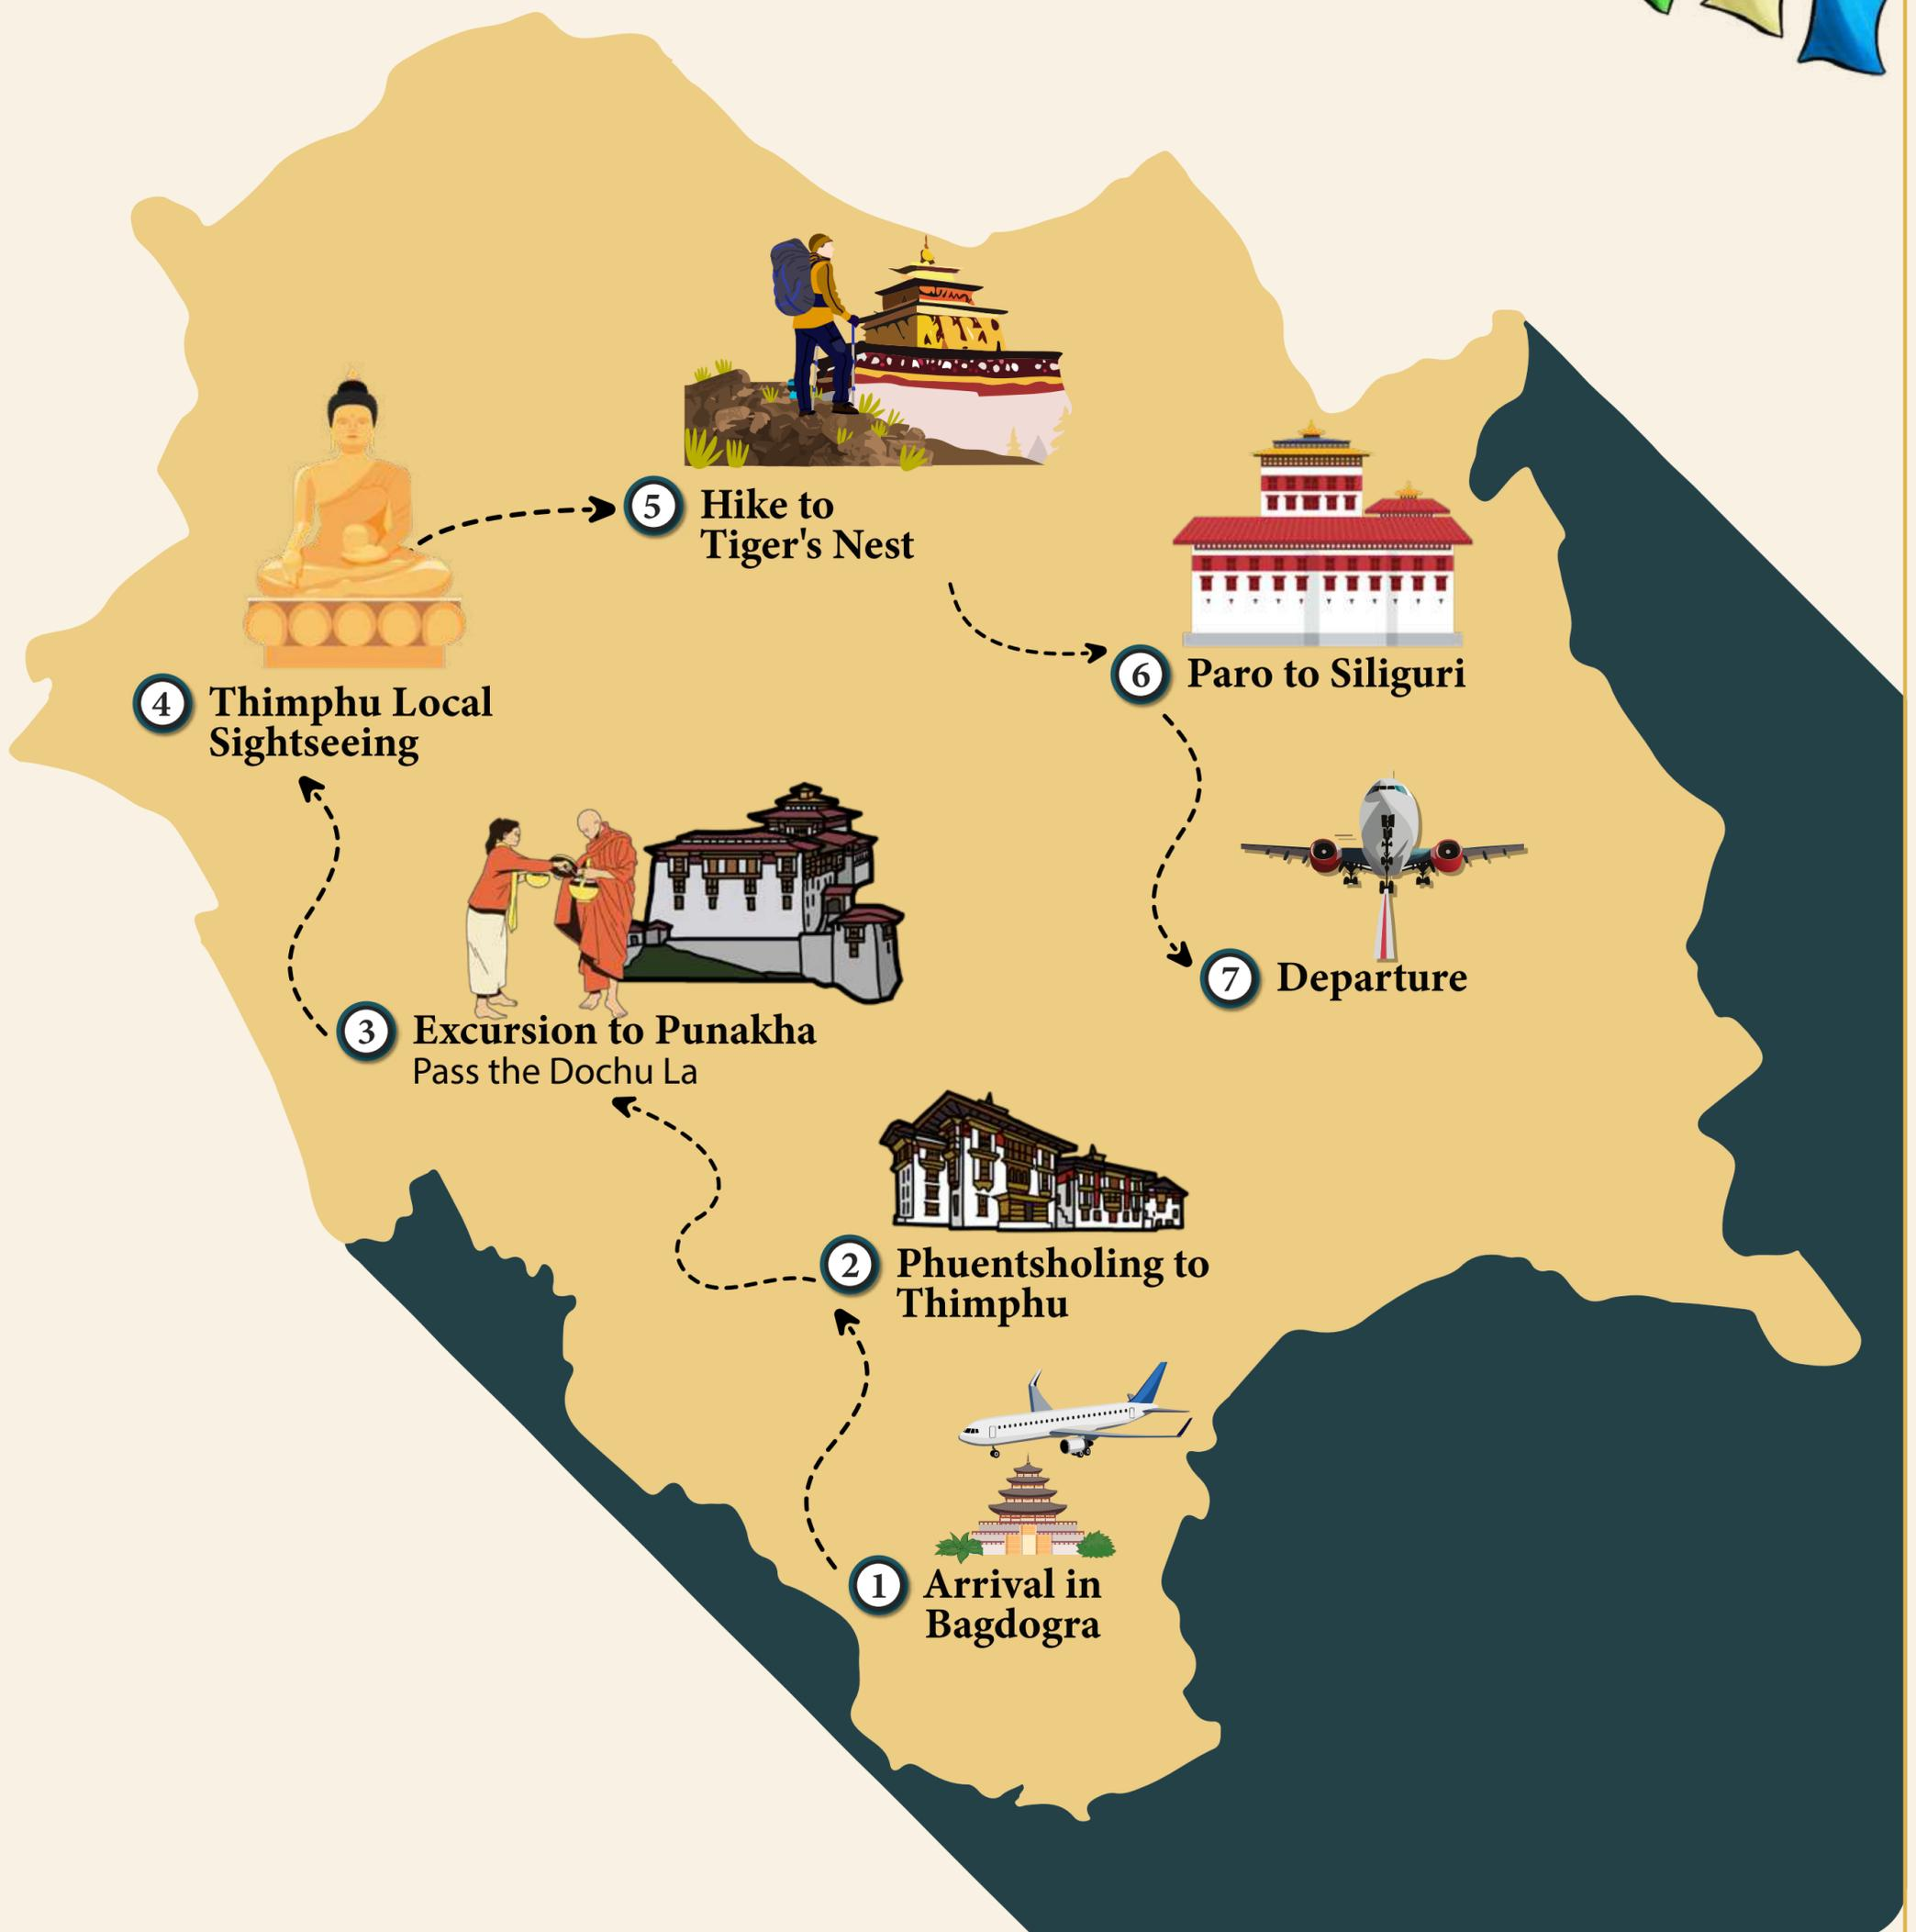 1
Arrival in
Bagdogra
2
Phuentsholing to
Thimphu
3
Excursion to Punakha
Pass the Dochu La
4
Thimphu Local
Sightseeing
5
Hike to
Tiger's Nest
6
Paro to Siliguri
7
Departure